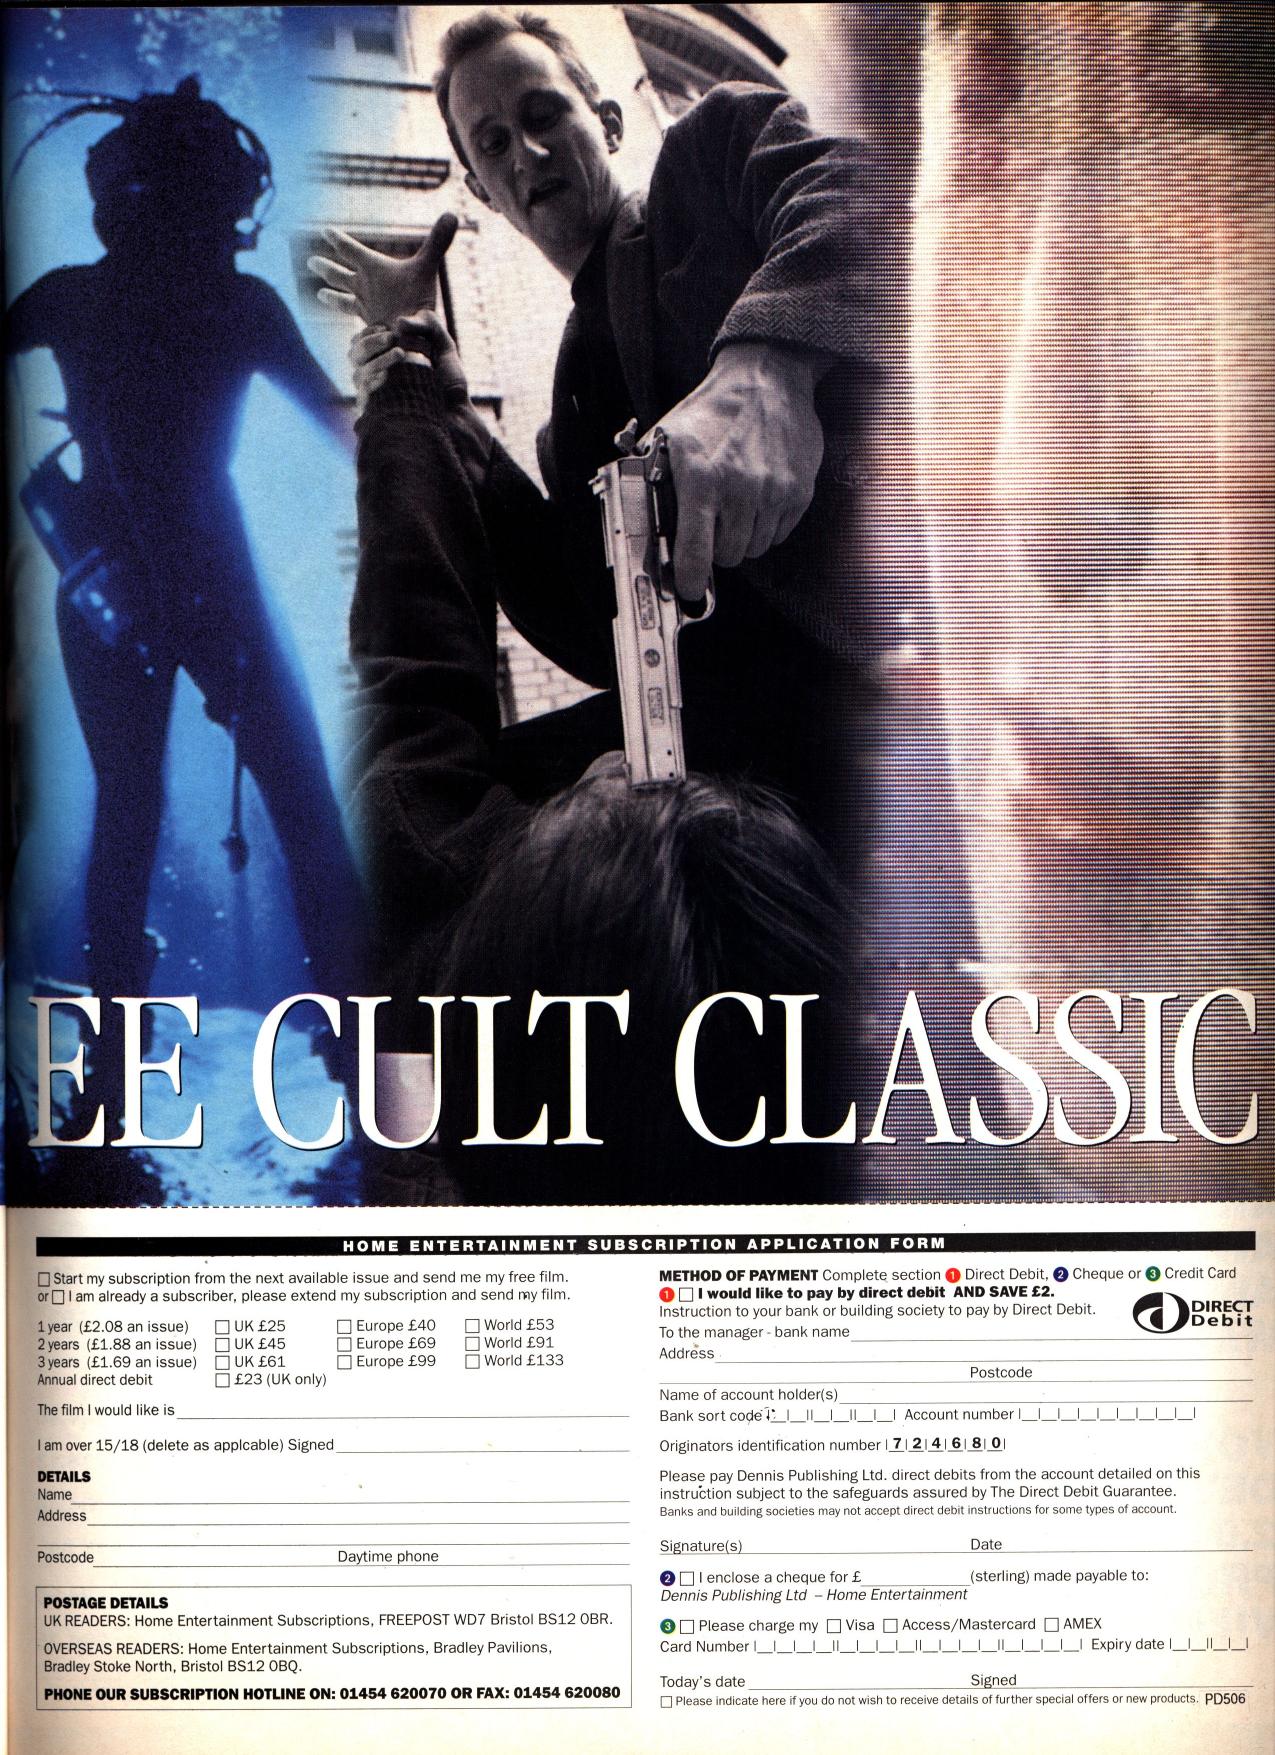 EE CULT CLASSIC
HOME ENTERTAINMENT SUBSCRIPTION APPLICATION FORM
Start my subscription from the next available issue and send me my free film.
or I am already a subscriber, please extend my subscription and send my film.
1 year (£2.08 an issue) UK £25 Europe £40 World £53
2 years (£1.88 an issue) UK £45 Europe £69 World £91
3 years (£1.69 an issue) UK £61 Europe £99 World £133
Annual direct debit £23 (UK only)
The film I would like is
I am over 15/18 (delete as applcable) Signed
DETAILS
Name
Address
Postcode Daytime phone
POSTAGE DETAILS
UK READERS: Home Entertainment Subscriptions, FREEPOST WD7 Bristol BS12 0BR.
OVERSEAS READERS: Home Entertainment Subscriptions, Bradley Pavilions,
Bradley Stoke North, Bristol BS12 0BQ.
PHONE OUR SUBSCRIPTION HOTLINE ON: 01454 620070 OR FAX: 01454 620080
METHOD OF PAYMENT Complete section 1 Direct Debit, 2 Cheque or 3 Credit Card
1 I would like to pay by direct debit AND SAVE £2.
Instruction to your bank or building society to pay by Direct Debit.
DIRECT
Debit
To the manager - bank name
Address
Postcode
Name of account holder(s)
Bank sort code Account number
Originators identification number 7 2 4 6 8 0
Please pay Dennis Publishing Ltd. direct debits from the account detailed on this
instruction subject to the safeguards assured by The Direct Debit Guarantee.
Banks and building societies may not accept direct debit instructions for some types of account.
Signature(s) Date
2 I enclose a cheque for £ (sterling) made payable to:
Dennis Publishing Ltd – Home Entertainment
3 Please charge my Visa Access/Mastercard AMEX
Card Number Expiry date
Today's date Signed
Please indicate here if you do not wish to receive details of further special offers or new products. PD506